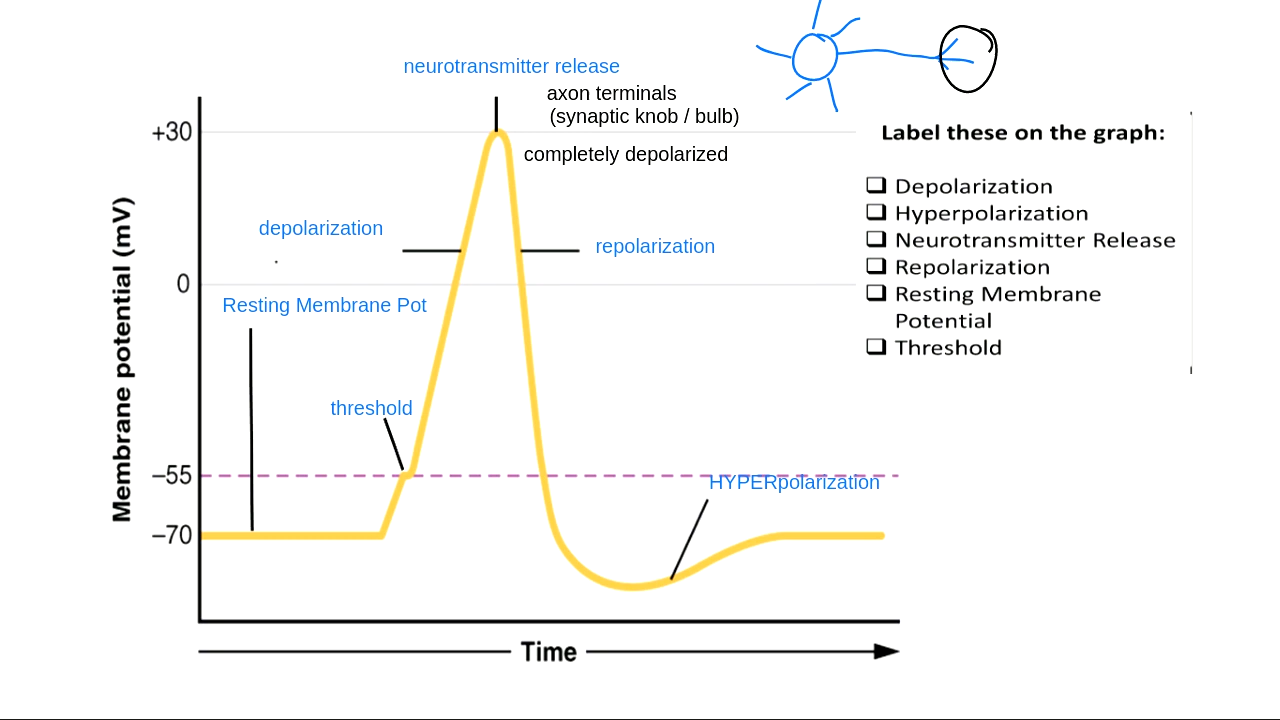 neurotransmitter release
axon terminals
(synaptic knob / bulb)
+30
Label these on the graph:
completely depolarized
❑ Depolarization
❑ Hyperpolarization
depolarization
❑ Neurotransmitter Release
repolarization
❑ Repolarization
0
❑ Resting Membrane
Potential
Resting Membrane Pot
❑ Threshold
Membrane potential (mV)
threshold
–55
HYPERpolarization
–70
Time